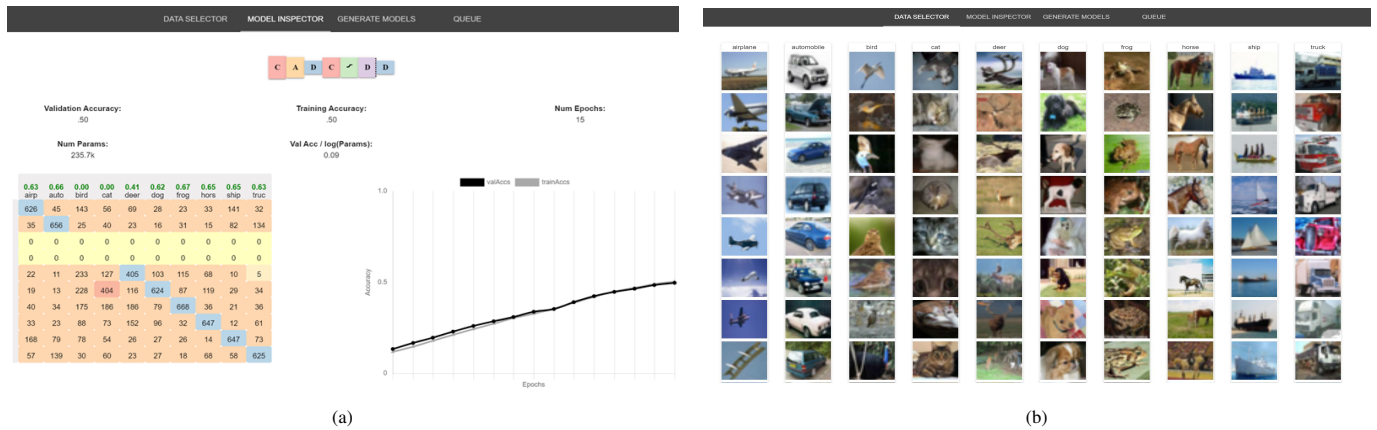 DATA SELECTOR MODEL INSPECTOR GENERATE MODELS QUEUE
C A D C D D
Validation Accuracy: Training Accuracy: Num Epochs:
.50 .50 15
Num Params: Val Acc / log(Params):
235.7k 0.09
0.63 0.66 0.00 0.00 0.41 0.62 0.67 0.65 0.65 0.63
airp auto bird cat deer dog frog hors ship truc
626 45 143 56 69 28 23 33 141 32
35 656 25 40 23 16 31 15 82 134
0 0 0 0 0 0 0 0 0 0
0 0 0 0 0 0 0 0 0 0
22 11 233 127 405 103 115 68 10 5
19 13 228 404 116 624 87 119 29 34
40 34 175 186 186 79 668 36 21 36
33 23 88 73 152 96 32 647 12 61
168 79 78 54 26 27 26 14 647 73
57 139 30 60 23 27 18 68 58 625
valAccs trainAccs
1.0
0.5
0
Accuracy
Epochs
(a)
DATA SELECTOR MODEL INSPECTOR GENERATE MODELS QUEUE
airplane automobile bird cat deer dog frog horse ship truck
(b)